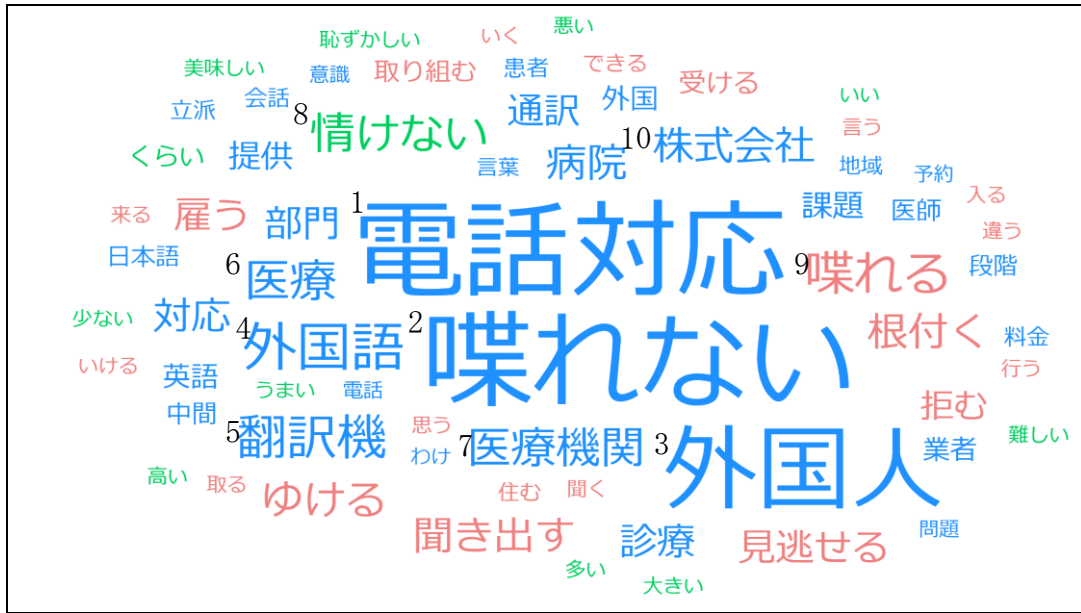 恥ずかしい いく 悪い
美味しい 意識 取り組む 患者 できる 受ける
立派 会話 8 情けない 通訳 外国 いい
くらい 提供 言葉 病院 10 株式会社 言う
地域 予約
来る 雇う 部門 1 電話対応 課題 医師 入る
日本語 6 医療 9 喋れる 段階 違う
少ない 対応 4 外国語 2 喋れない 根付く 料金
いける 英語 行う
中間 うまい 電話 拒む
5 翻訳機 思う 7 医療機関 3 外国人 業者 難しい
わけ
高い 取る ゆける 住む 聞く
聞き出す 診療 見逃せる 問題
多い 大きい